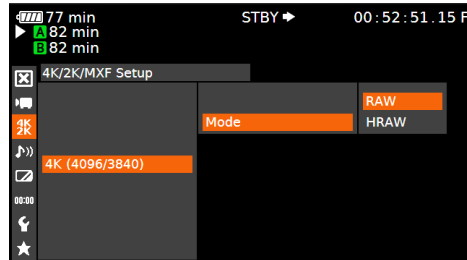 77 min STBY 00:52:51.15 F
A 82 min
B 82 min
4K/2K/MXF Setup
RAW
Mode HRAW
4K
2K
4K (4096/3840)
00:00